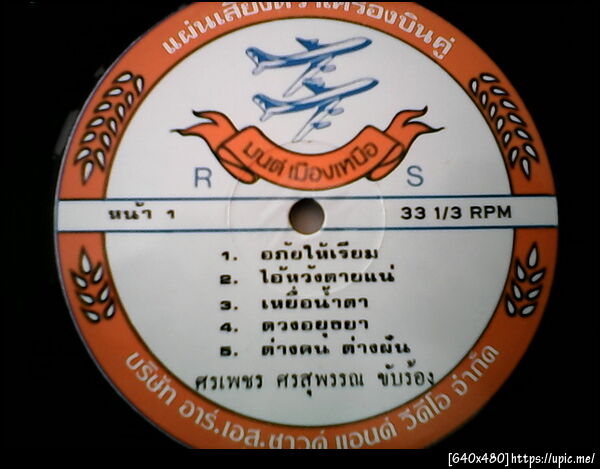 แผ่นเสียงตราเครื่องบินคู่
มนต์เมืองเหนือ
R S
หน้า 1 33 1/3 RPM
1. อภัยให้เรียม
2. ไอ้หวังตายแน่
3. เหยื่อน้ำตา
4. ดวงอยุธยา
5. ต่างคน ต่างฝัน
ศรเพชร ศรสุพรรณ ขับร้อง
บริษัท อาร์.เอส.ซาวด์ แอนด์ วีดีโอ จำกัด
[640x480]https://upic.me/